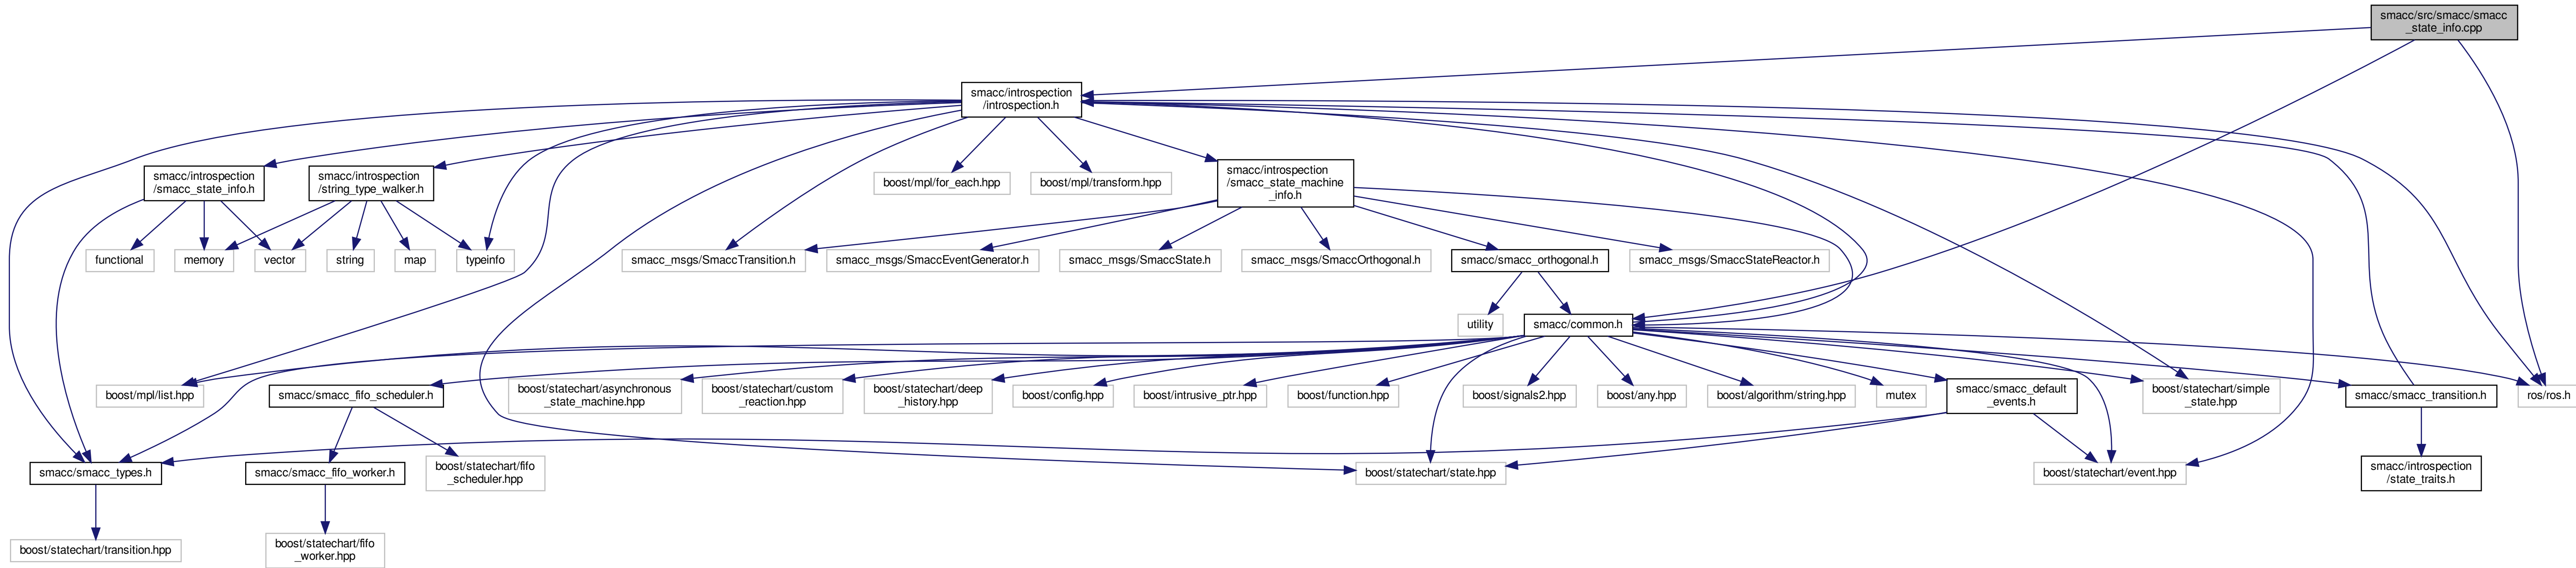 smacc/src/smacc/smacc
_state_info.cpp
smacc/introspection
/introspection.h
smacc/introspection
/smacc_state_info.h
smacc/introspection
/string_type_walker.h
boost/mpl/for_each.hpp
boost/mpl/transform.hpp
smacc/introspection
/smacc_state_machine
_info.h
functional
memory
vector
string
map
typeinfo
smacc_msgs/SmaccTransition.h
smacc_msgs/SmaccEventGenerator.h
smacc_msgs/SmaccState.h
smacc_msgs/SmaccOrthogonal.h
smacc/smacc_orthogonal.h
smacc_msgs/SmaccStateReactor.h
utility
smacc/common.h
boost/mpl/list.hpp
smacc/smacc_fifo_scheduler.h
boost/statechart/asynchronous
_state_machine.hpp
boost/statechart/custom
_reaction.hpp
boost/statechart/deep
_history.hpp
boost/config.hpp
boost/intrusive_ptr.hpp
boost/function.hpp
boost/signals2.hpp
boost/any.hpp
boost/algorithm/string.hpp
mutex
smacc/smacc_default
_events.h
boost/statechart/simple
_state.hpp
smacc/smacc_transition.h
ros/ros.h
smacc/smacc_types.h
smacc/smacc_fifo_worker.h
boost/statechart/fifo
_scheduler.hpp
boost/statechart/state.hpp
boost/statechart/event.hpp
smacc/introspection
/state_traits.h
boost/statechart/transition.hpp
boost/statechart/fifo
_worker.hpp